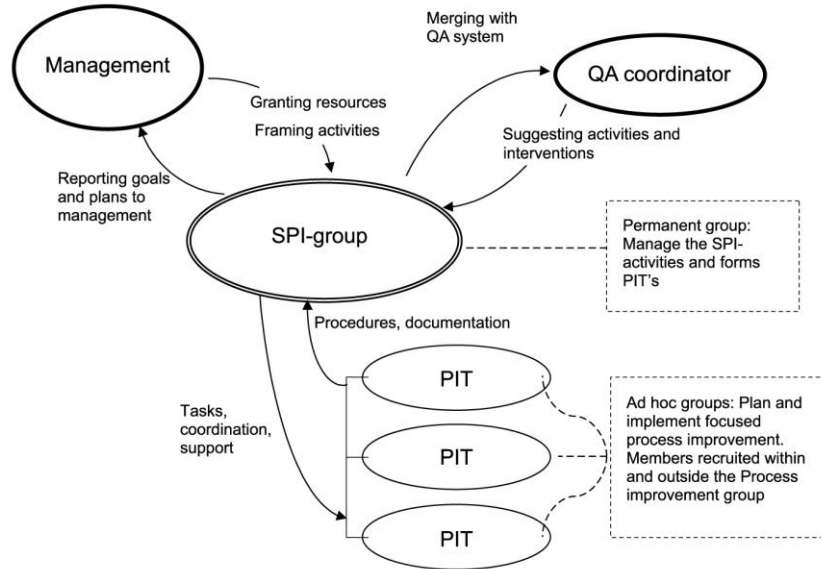 Merging with
QA system
Management
QA coordinator
Granting resources
Framing activities
Suggesting activities and
interventions
Reporting goals
and plans to
management
SPI-group
Permanent group:
Manage the SPI-
activities and forms
PIT's
Procedures, documentation
PIT
Tasks,
coordination,
support
PIT
PIT
Ad hoc groups: Plan and
implement focused
process improvement.
Members recruited within
and outside the Process
improvement group